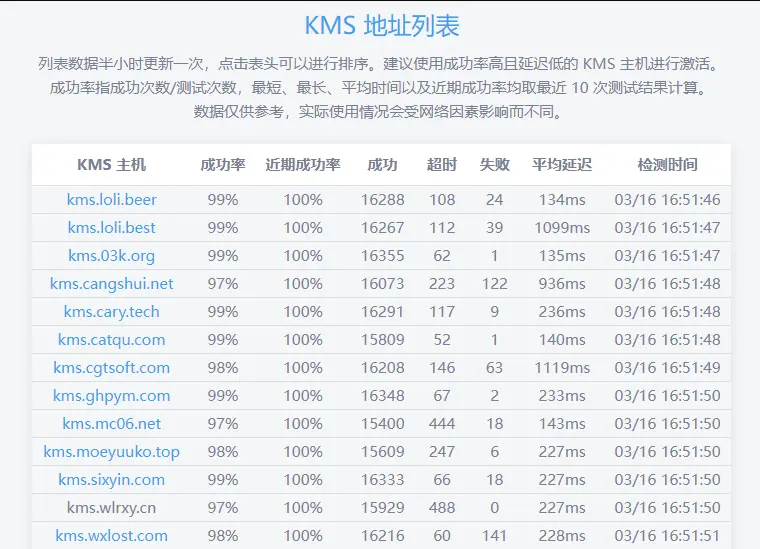 KMS 地址列表
列表数据半小时更新一次，点击表头可以进行排序。建议使用成功率高且延迟低的 KMS 主机进行激活。
成功率指成功次数/测试次数，最短、最长、平均时间以及近期成功率均取最近 10 次测试结果计算。
数据仅供参考，实际使用情况会受网络因素影响而不同。
KMS 主机 成功率 近期成功率 成功 超时 失败 平均延迟 检测时间
kms.loli.beer 99% 100% 16288 108 24 134ms 03/16 16:51:46
kms.loli.best 99% 100% 16267 112 39 1099ms 03/16 16:51:47
kms.03k.org 99% 100% 16355 62 1 135ms 03/16 16:51:47
kms.cangshui.net 97% 100% 16073 223 122 936ms 03/16 16:51:48
kms.cary.tech 99% 100% 16291 117 9 236ms 03/16 16:51:48
kms.catqu.com 99% 100% 15809 52 1 140ms 03/16 16:51:48
kms.cgtsoft.com 98% 100% 16208 146 63 1119ms 03/16 16:51:49
kms.ghpym.com 99% 100% 16348 67 2 233ms 03/16 16:51:50
kms.mc06.net 97% 100% 15400 444 18 143ms 03/16 16:51:50
kms.moeyuuko.top 98% 100% 15609 247 6 227ms 03/16 16:51:50
kms.sixyin.com 99% 100% 16333 66 18 227ms 03/16 16:51:50
kms.wlrxy.cn 97% 100% 15929 488 0 227ms 03/16 16:51:50
kms.wxlost.com 98% 100% 16216 60 141 228ms 03/16 16:51:51